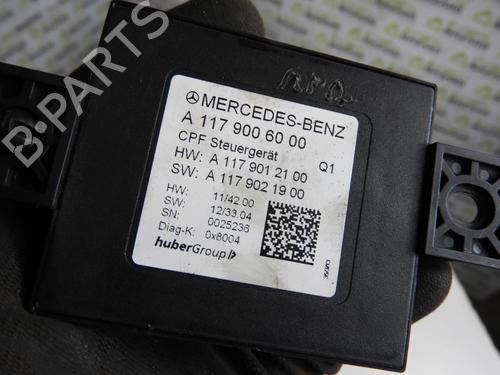 B-PARTS
MERCEDES-BENZ
A 117 900 60 00
CPF Steuergerät Q1
HW: A 117 901 21 00
SW: A 117 902 19 00
HW: 11/42.00
SW: 12/33.04
SN: 0025236
Diag-K: 0x8004
huberGroup